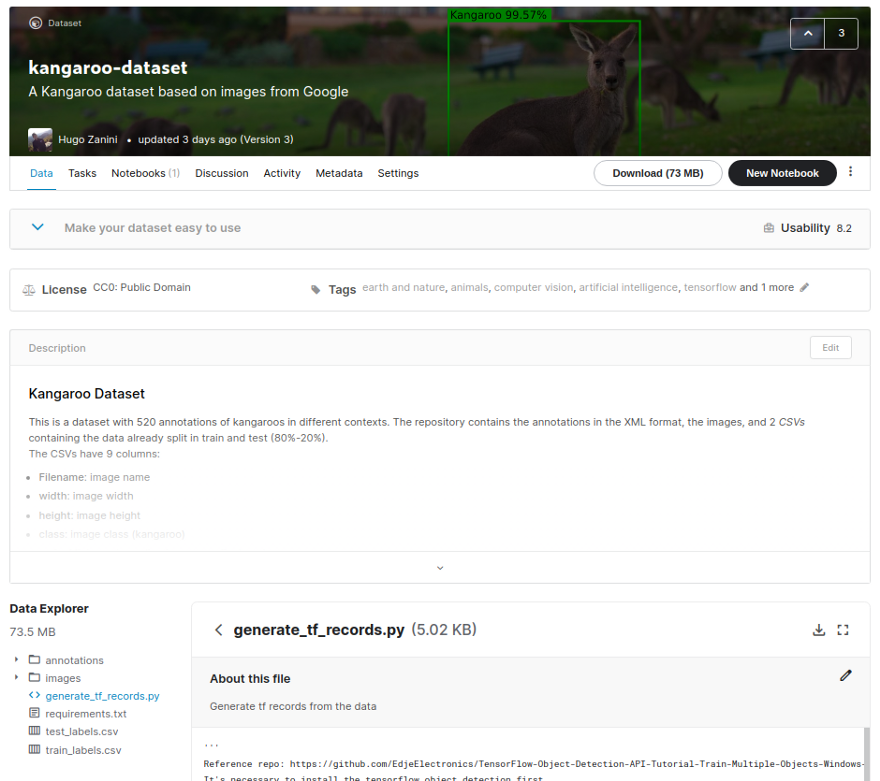 Kangaroo 99.57%
Dataset
3
kangaroo-dataset
A Kangaroo dataset based on images from Google
Hugo Zanini • updated 3 days ago (Version 3)
Data Tasks Notebooks (1) Discussion Activity Metadata Settings Download (73 MB) New Notebook
Make your dataset easy to use Usability 8.2
License CC0: Public Domain Tags earth and nature, animals, computer vision, artificial intelligence, tensorflow and 1 more
Description Edit
Kangaroo Dataset
This is a dataset with 520 annotations of kangaroos in different contexts. The repository contains the annotations in the XML format, the images, and 2 CSVs
containing the data already split in train and test (80%-20%).
The CSVs have 9 columns:
• Filename: image name
• width: image width
• height: image height
• class: image class (kangaroo)
Data Explorer
73.5 MB
annotations
images
generate_tf_records.py
requirements.txt
test_labels.csv
train_labels.csv
generate_tf_records.py (5.02 KB)
About this file
Generate tf records from the data
'''
Reference repo: https://github.com/EdjeElectronics/TensorFlow-Object-Detection-API-Tutorial-Train-Multiple-Objects-Windows-
It's necessary to install the tensorflow object detection first